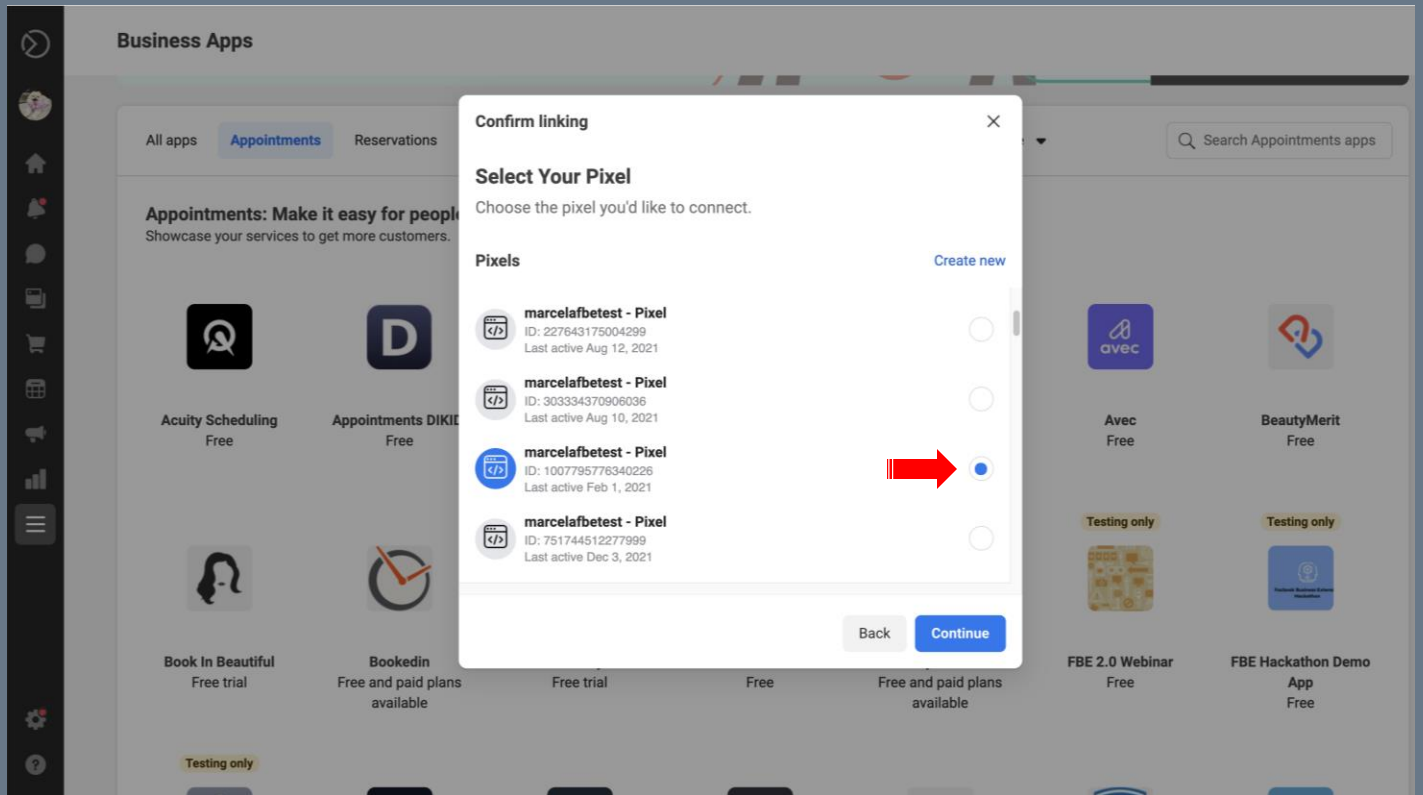 Business Apps
All apps
Appointments
Reservations
Search Appointments apps
Appointments: Make it easy for
Showcase your services to get more customers.
Confirm linking
Select Your Pixel
Choose the pixel you'd like to connect.
Pixels
Create new
marcelafbetest - Pixel
ID: 227643175004299
Last active Aug 12, 2021
marcelafbetest - Pixel
ID: 303334370906036
Last active Aug 10, 2021
marcelafbetest - Pixel
ID: 1007795776340226
Last active Feb 1, 2021
marcelafbetest - Pixel
ID: 751744512277999
Last active Dec 3, 2021
Back
Continue
D
avec
Acuity Scheduling
Free
Appointments
Free
Avec
Free
BeautyMerit
Free
Testing only
Testing only
Book In Beautiful
Free trial
Bookedin
Free and paid plans
available
Free trial
Free
Free and paid plans
available
FBE 2.0 Webinar
Free
FBE Hackathon Demo
App
Free
Testing only